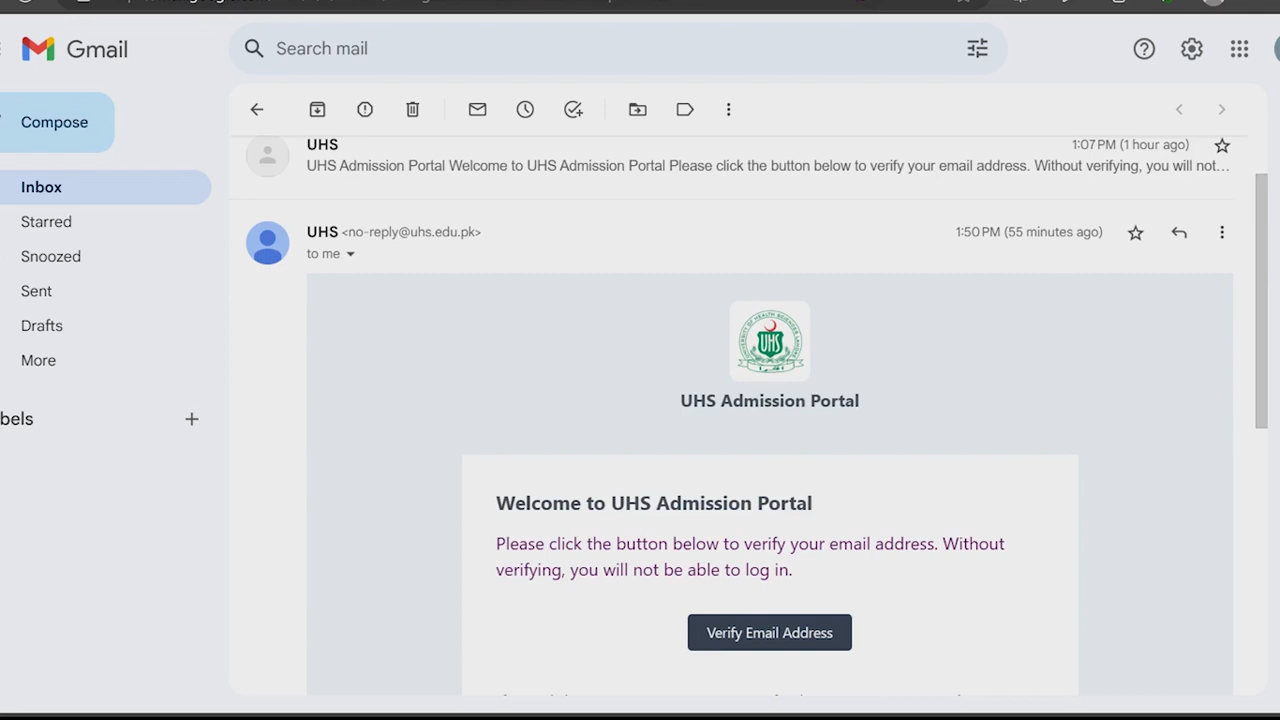 Gmail
Search mail
Compose
Inbox
Starred
Snoozed
Sent
Drafts
More
UHS
1:07 PM (1 hour ago)
UHS Admission Portal Welcome to UHS Admission Portal Please click the button below to verify your email address. Without verifying, you will not…
UHS <no-reply@uhs.edu.pk>
1:50 PM (55 minutes ago)
to me
UHS
UHS Admission Portal
Welcome to UHS Admission Portal
Please click the button below to verify your email address. Without
verifying, you will not be able to log in.
Verify Email Address